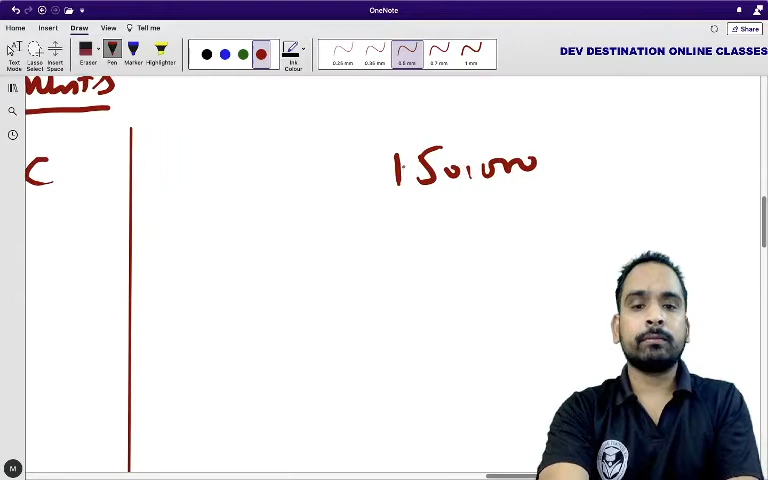 OneNote
Home Insert Draw View Tell me
Share
Text Mode
Lasso Select
Insert Space
Eraser
Pen
Marker
Highlighter
Ink Colour
0.25 mm
0.35 mm
0.5 mm
0.7 mm
1 mm
DEV DESTINATION ONLINE CLASSES
C
1,50,000
M